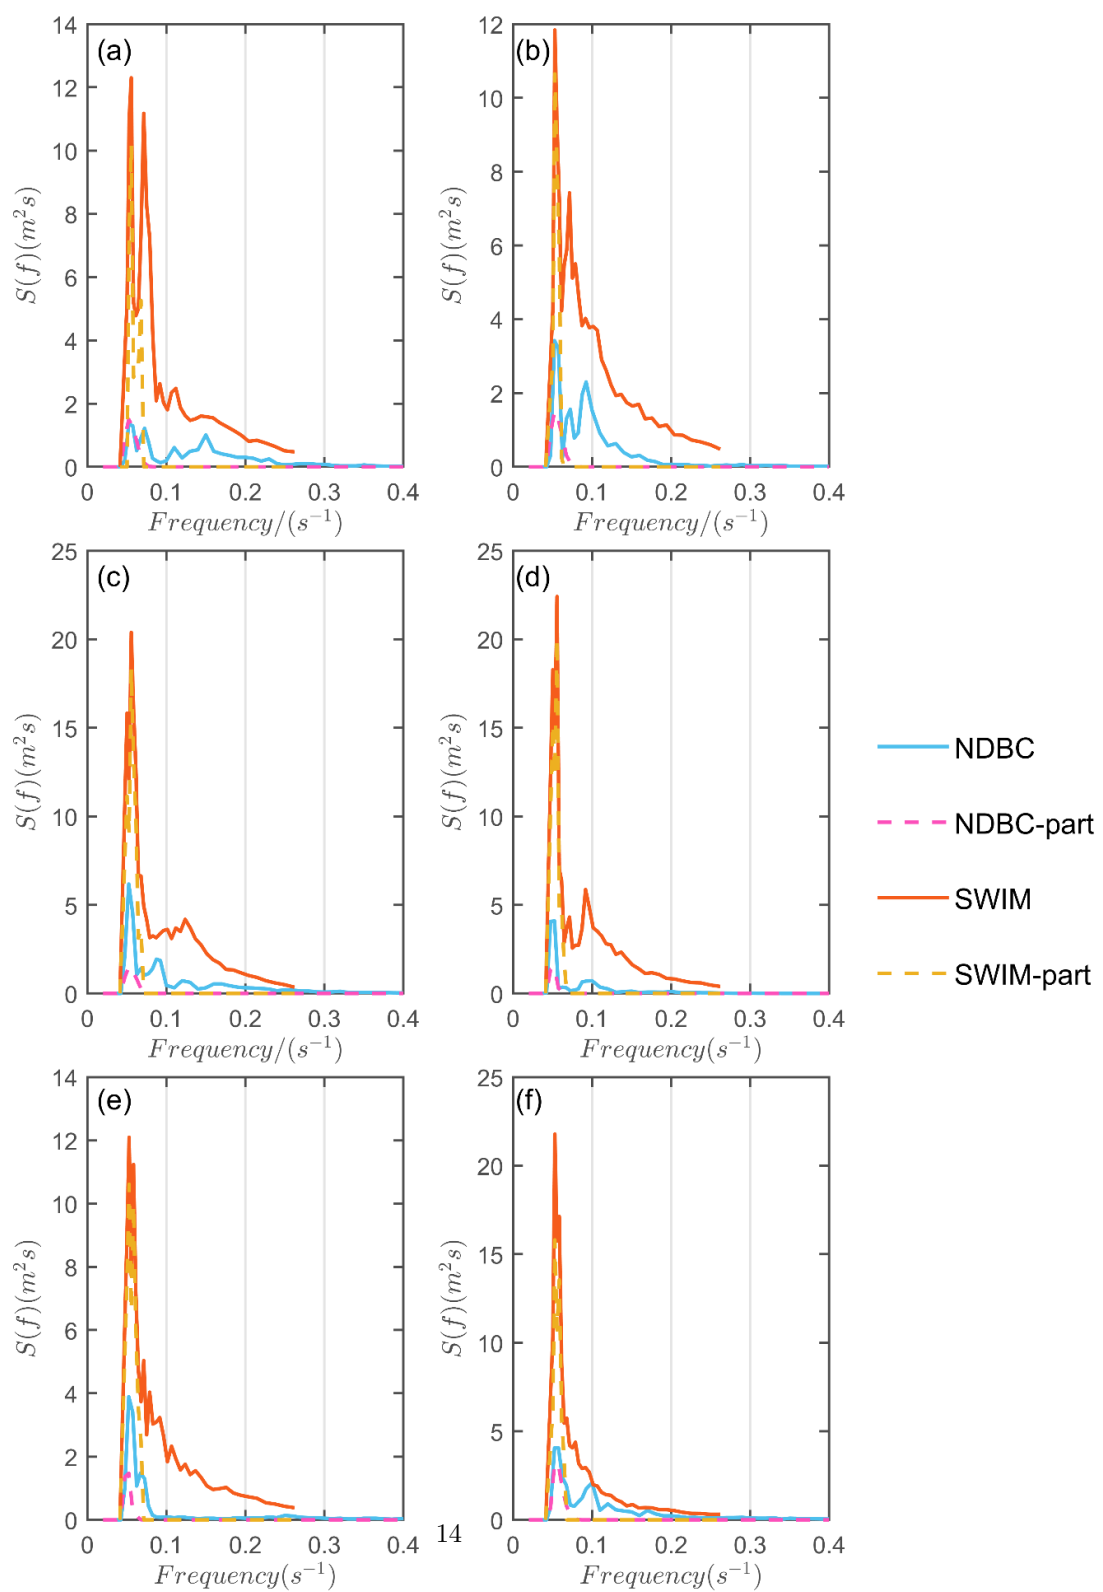 (a)
14
12
10
8
6
4
2
0
S(f)(m²s)
0 0.1 0.2 0.3 0.4
Frequency/(s⁻¹)
(b)
12
10
8
6
4
2
0
S(f)(m²s)
0 0.1 0.2 0.3 0.4
Frequency/(s⁻¹)
(c)
25
20
15
10
5
0
S(f)(m²s)
0 0.1 0.2 0.3 0.4
Frequency/(s⁻¹)
(d)
25
20
15
10
5
0
S(f)(m²s)
0 0.1 0.2 0.3 0.4
Frequency(s⁻¹)
NDBC
NDBC-part
SWIM
SWIM-part
(e)
14
12
10
8
6
4
2
0
S(f)(m²s)
0 0.1 0.2 0.3 0.4
Frequency(s⁻¹)
(f)
25
20
15
10
5
0
S(f)(m²s)
0 0.1 0.2 0.3 0.4
Frequency(s⁻¹)
14